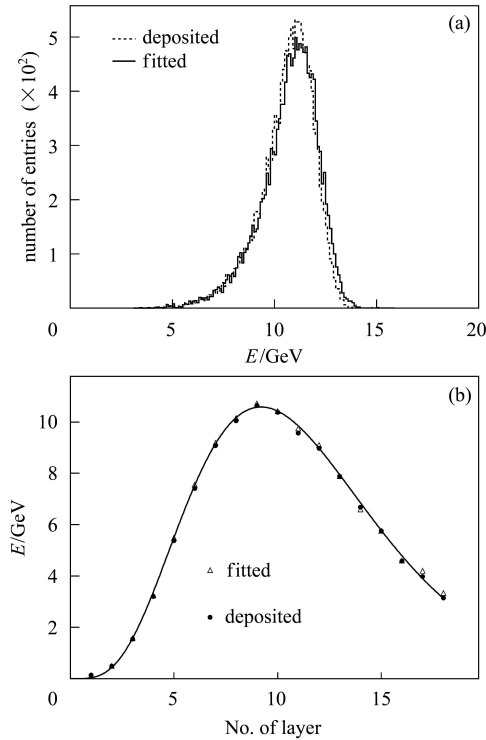 (a)
deposited
fitted
number of entries (×10²)
5
4
3
2
1
0
5
10
15
20
E/GeV
(b)
E/GeV
10
8
6
4
2
fitted
deposited
0
5
10
15
No. of layer